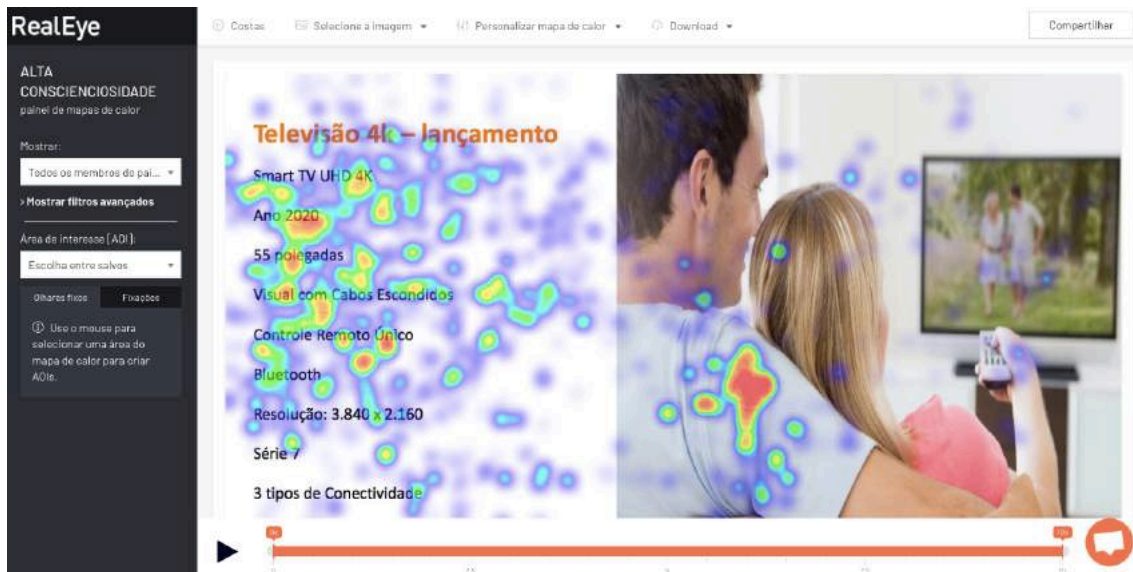 RealEye
Costas
Selecione a imagem
Personalizar mapa de calor
Download
Compartilhar
ALTA
CONSCIENCIOSIDADE
painel de mapas de calor
Mostrar:
Todos os membros do pai...
> Mostrar filtros avançados
Área de interesse [AOI]:
Escolha entre salvos
Olhares fixos
Fixações
Use o mouse para
selecionar uma área do
mapa de calor para criar
AOIs.
Televisão 4k – lançamento
Smart TV UHD 4K
Ano 2020
55 polegadas
Visual com Cabos Escondidos
Controle Remoto Único
Bluetooth
Resolução: 3.840 x 2.160
Série 7
3 tipos de Conectividade